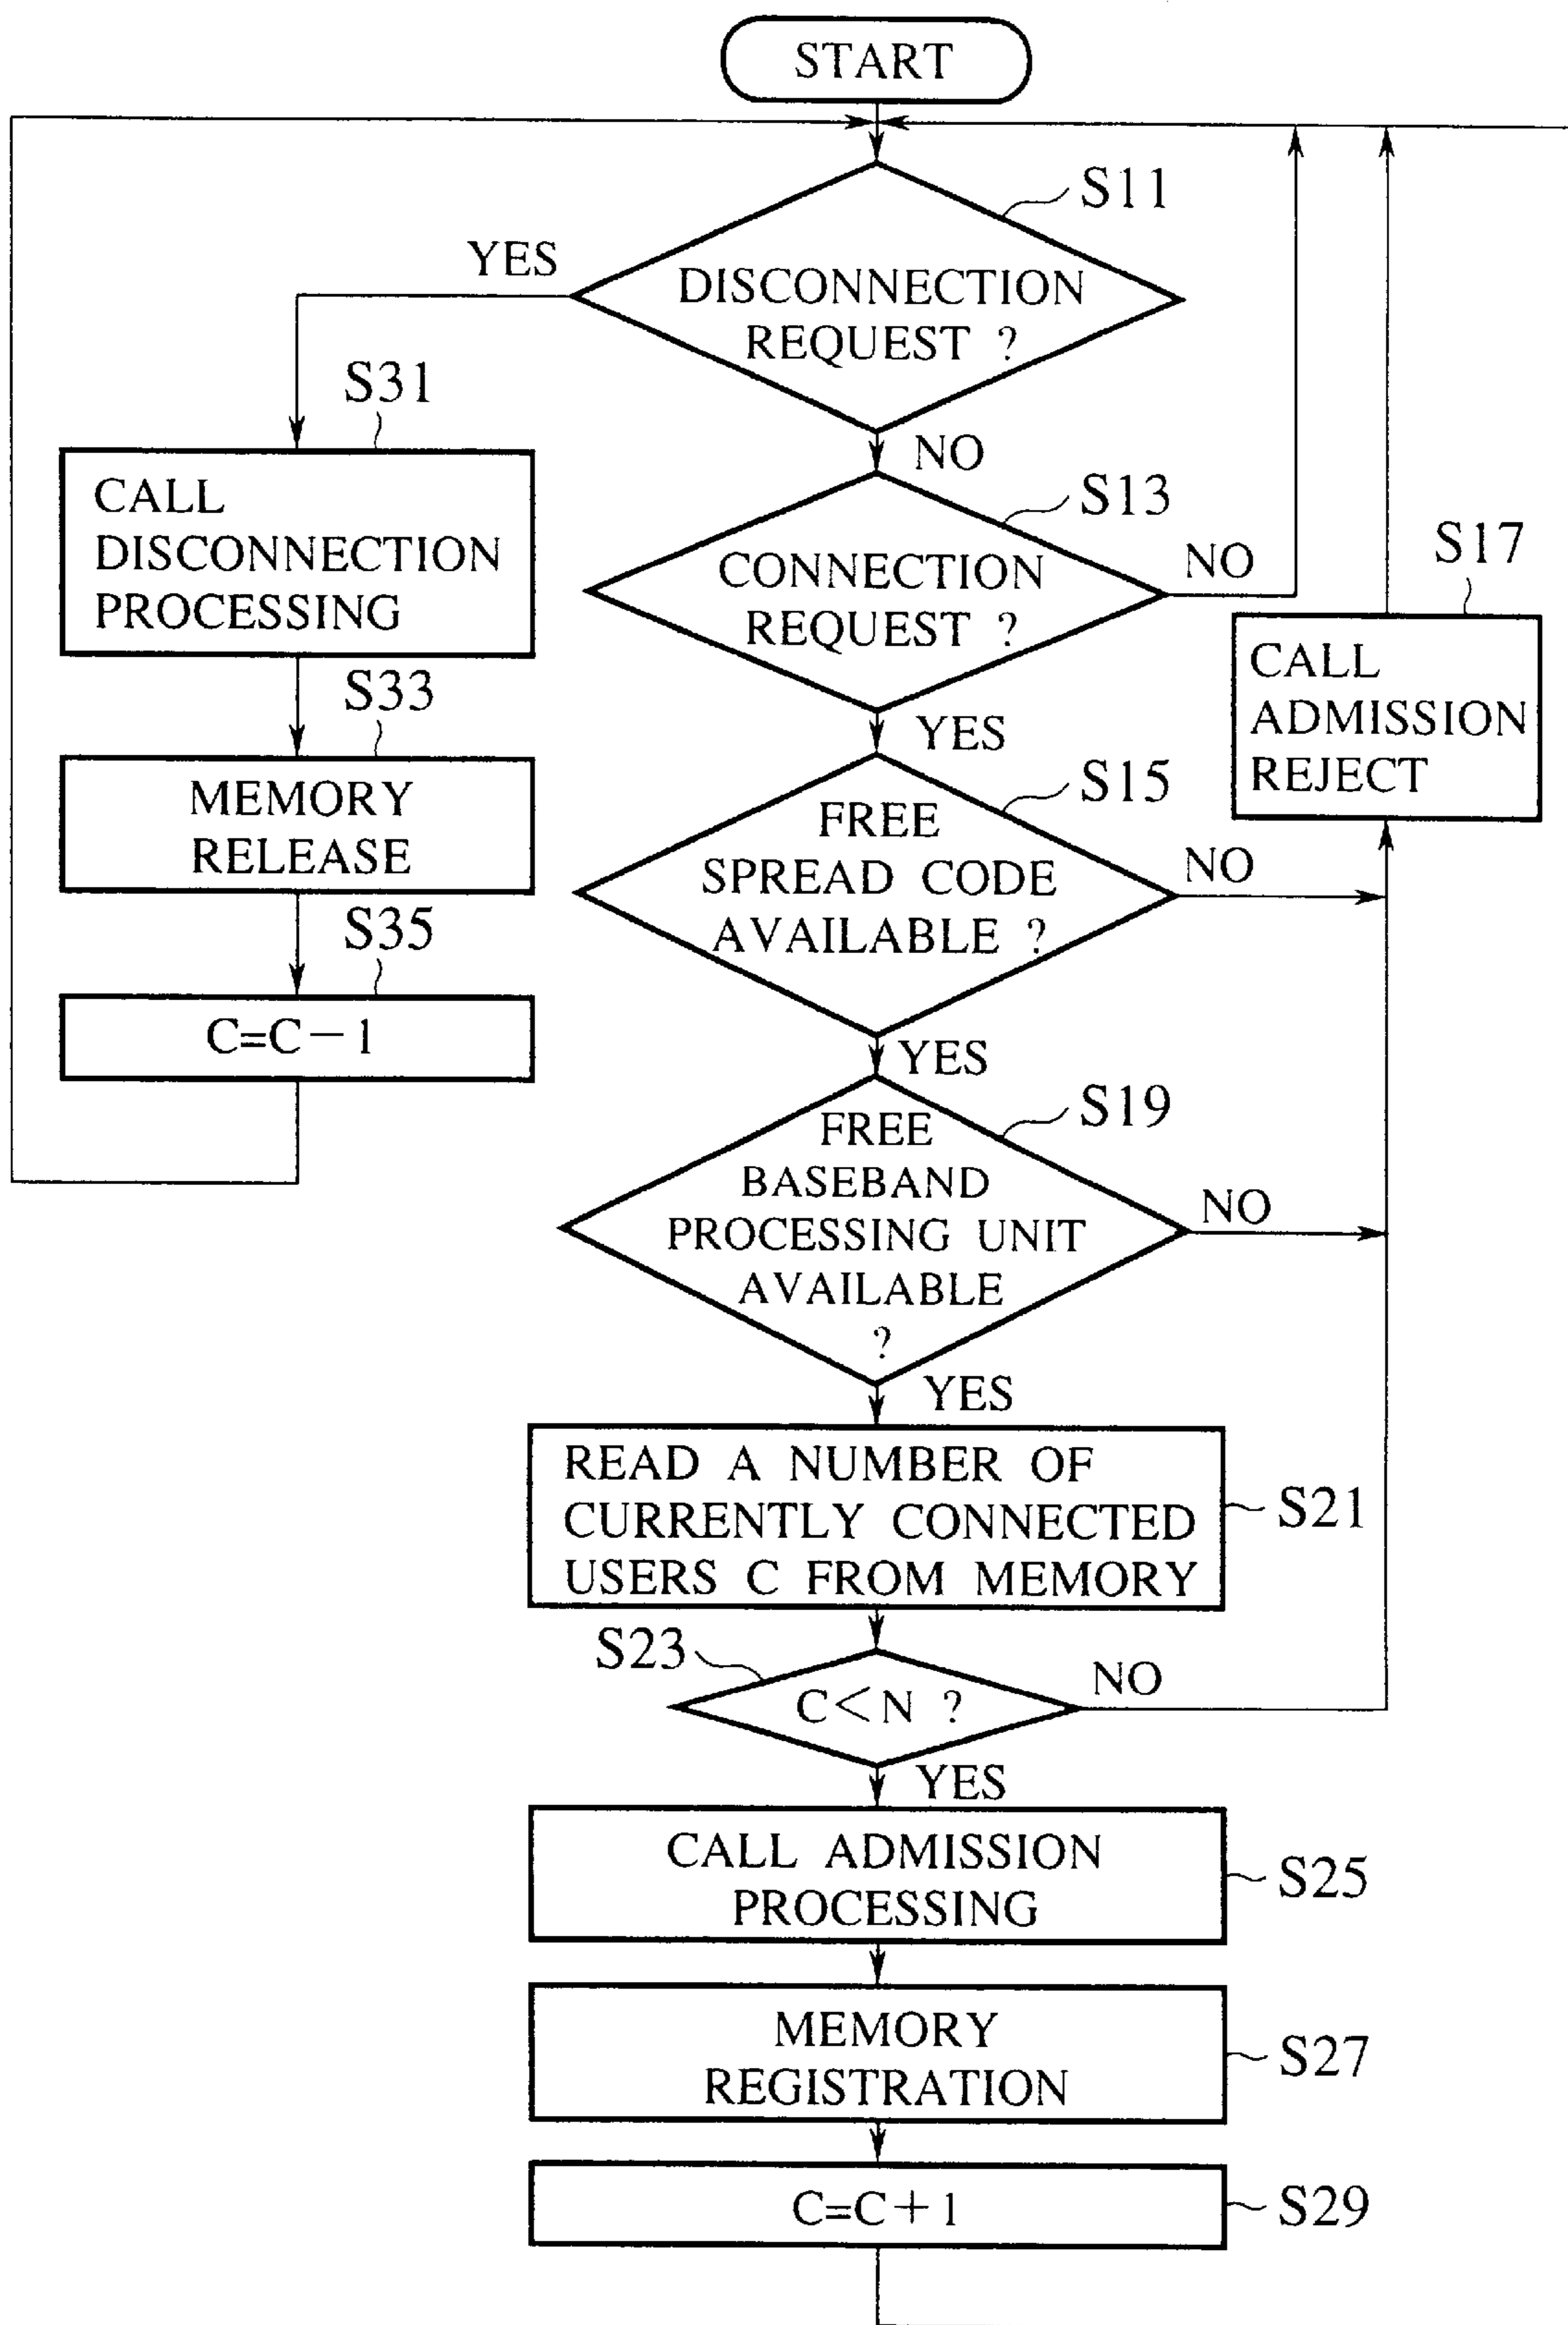 START
S11
YES
DISCONNECTION
REQUEST ?
S31
NO
CALL
DISCONNECTION
PROCESSING
S13
CONNECTION
REQUEST ?
NO
S17
CALL
ADMISSION
REJECT
S33
YES
MEMORY
RELEASE
S15
FREE
SPREAD CODE
AVAILABLE ?
NO
S35
C=C-1
YES
S19
FREE
BASEBAND
PROCESSING UNIT
AVAILABLE
?
NO
YES
READ A NUMBER OF
CURRENTLY CONNECTED
USERS C FROM MEMORY
S21
S23
C<N ?
NO
YES
CALL ADMISSION
PROCESSING
S25
MEMORY
REGISTRATION
S27
C=C+1
S29